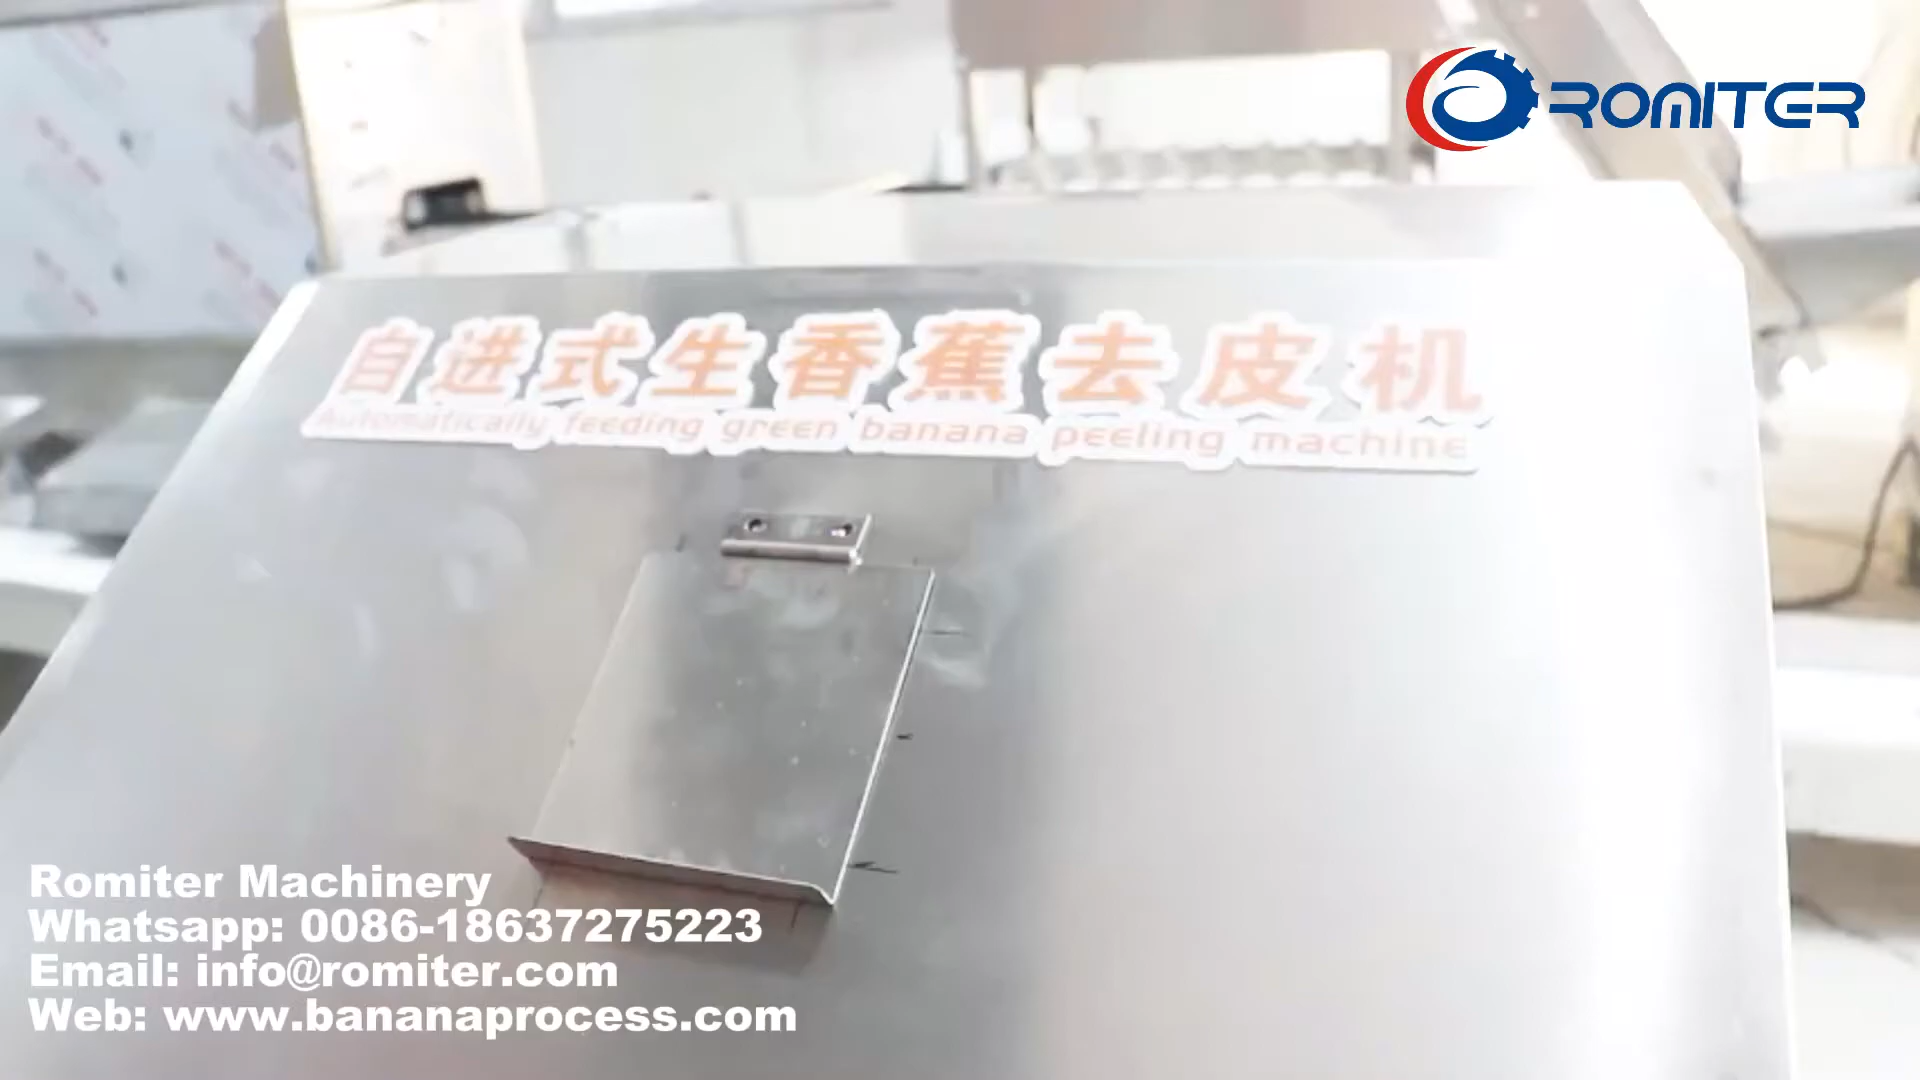 ROMITER
自进式生香蕉去皮机
Automatically feeding green banana peeling machine
Romiter Machinery
Whatsapp: 0086-18637275223
Email: info@romiter.com
Web: www.bananaprocess.com